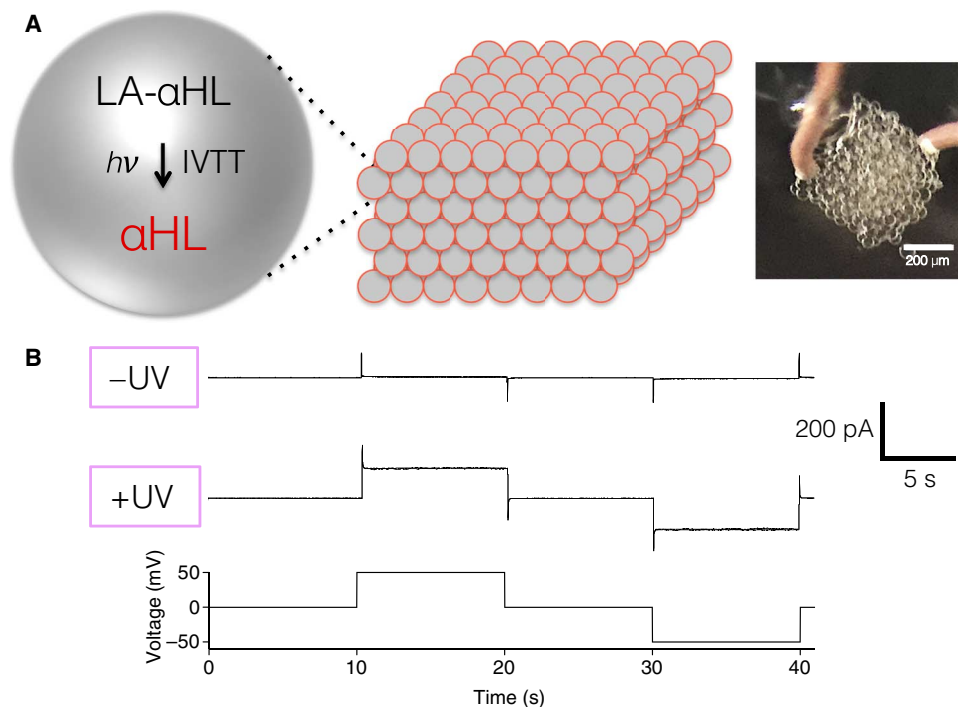 A
LA-αHL
hν IVTT
αHL
200 µm
B
–UV
200 pA
5 s
+UV
Voltage (mV)
50
0
–50
0 10 20 30 40
Time (s)